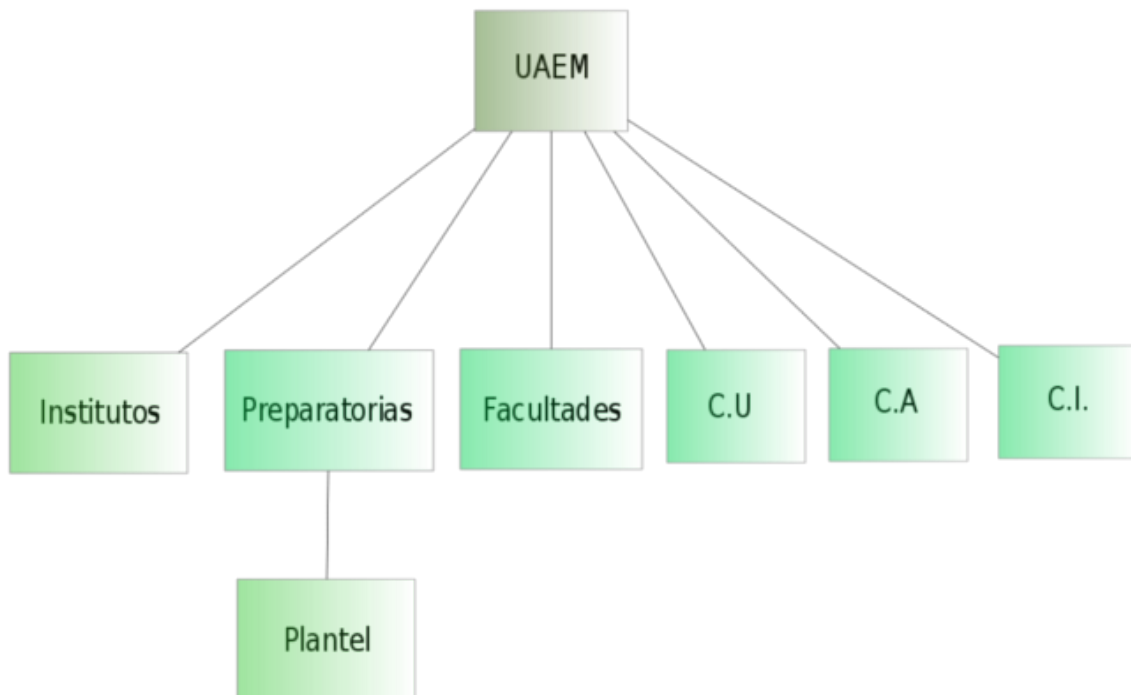 UAEM
Institutos
Preparatorias
Facultades
C.U
C.A
C.I.
Plantel